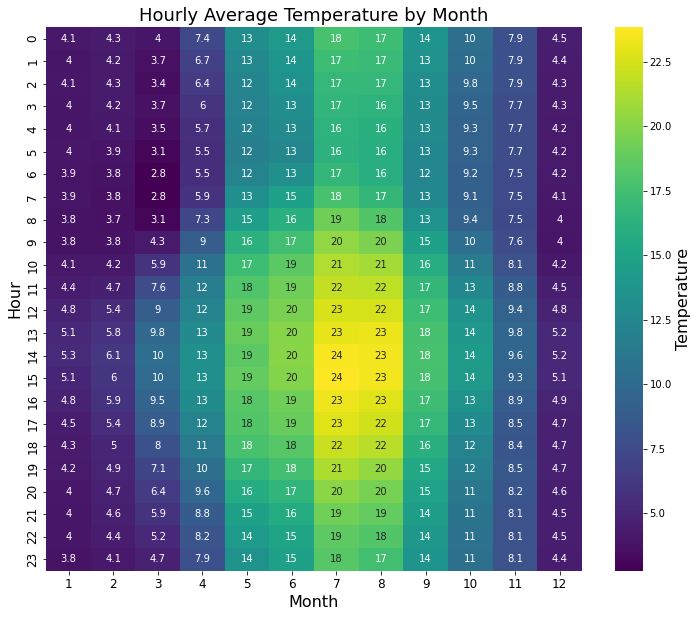 Hourly Average Temperature by Month
0 4.1 4.3 4 7.4 13 14 18 17 14 10 7.9 4.5
1 4 4.2 3.7 6.7 13 14 17 17 13 10 7.9 4.4
2 4.1 4.3 3.4 6.4 12 14 17 17 13 9.8 7.7 4.3
3 4 4.2 3.7 6 12 13 17 16 13 9.5 7.7 4.3
4 4 4.1 3.5 5.7 12 13 16 16 13 9.3 7.7 4.2
5 4 3.9 3.1 5.5 12 13 16 16 13 9.3 7.7 4.2
6 3.9 3.8 2.8 5.5 12 13 17 16 12 9.2 7.5 4.2
7 3.9 3.8 2.8 5.9 13 15 18 17 13 9.1 7.5 4.1
8 3.8 3.7 3.1 7.3 15 16 19 18 13 9.4 7.5 4
9 3.8 3.8 4.3 9 16 17 20 20 15 10 7.6 4
10 4.1 4.2 5.9 11 17 19 21 21 16 11 8.1 4.2
11 4.4 4.7 7.6 12 18 19 22 22 17 13 8.8 4.5
12 4.8 5.4 9 12 19 20 23 22 17 14 9.4 4.8
13 5.1 5.8 9.8 13 19 20 23 23 18 14 9.8 5.2
14 5.3 6.1 10 13 19 20 24 23 18 14 9.6 5.2
15 5.1 6 10 13 19 20 24 23 18 14 9.3 5.1
16 4.8 5.9 9.5 13 18 19 23 23 17 13 8.9 4.9
17 4.5 5.4 8.9 12 18 19 23 22 17 13 8.5 4.7
18 4.3 5 8 11 18 18 22 22 16 12 8.4 4.7
19 4.2 4.9 7.1 10 17 18 21 20 15 12 8.5 4.7
20 4 4.7 6.4 9.6 16 17 20 20 15 11 8.2 4.6
21 4 4.6 5.9 8.8 15 16 19 19 14 11 8.1 4.5
22 4 4.4 5.2 8.2 14 15 19 18 14 11 8.1 4.5
23 3.8 4.1 4.7 7.9 14 15 18 17 14 11 8.1 4.4
1 2 3 4 5 6 7 8 9 10 11 12
Month
Hour
22.5
20.0
17.5
15.0
12.5
10.0
7.5
5.0
Temperature